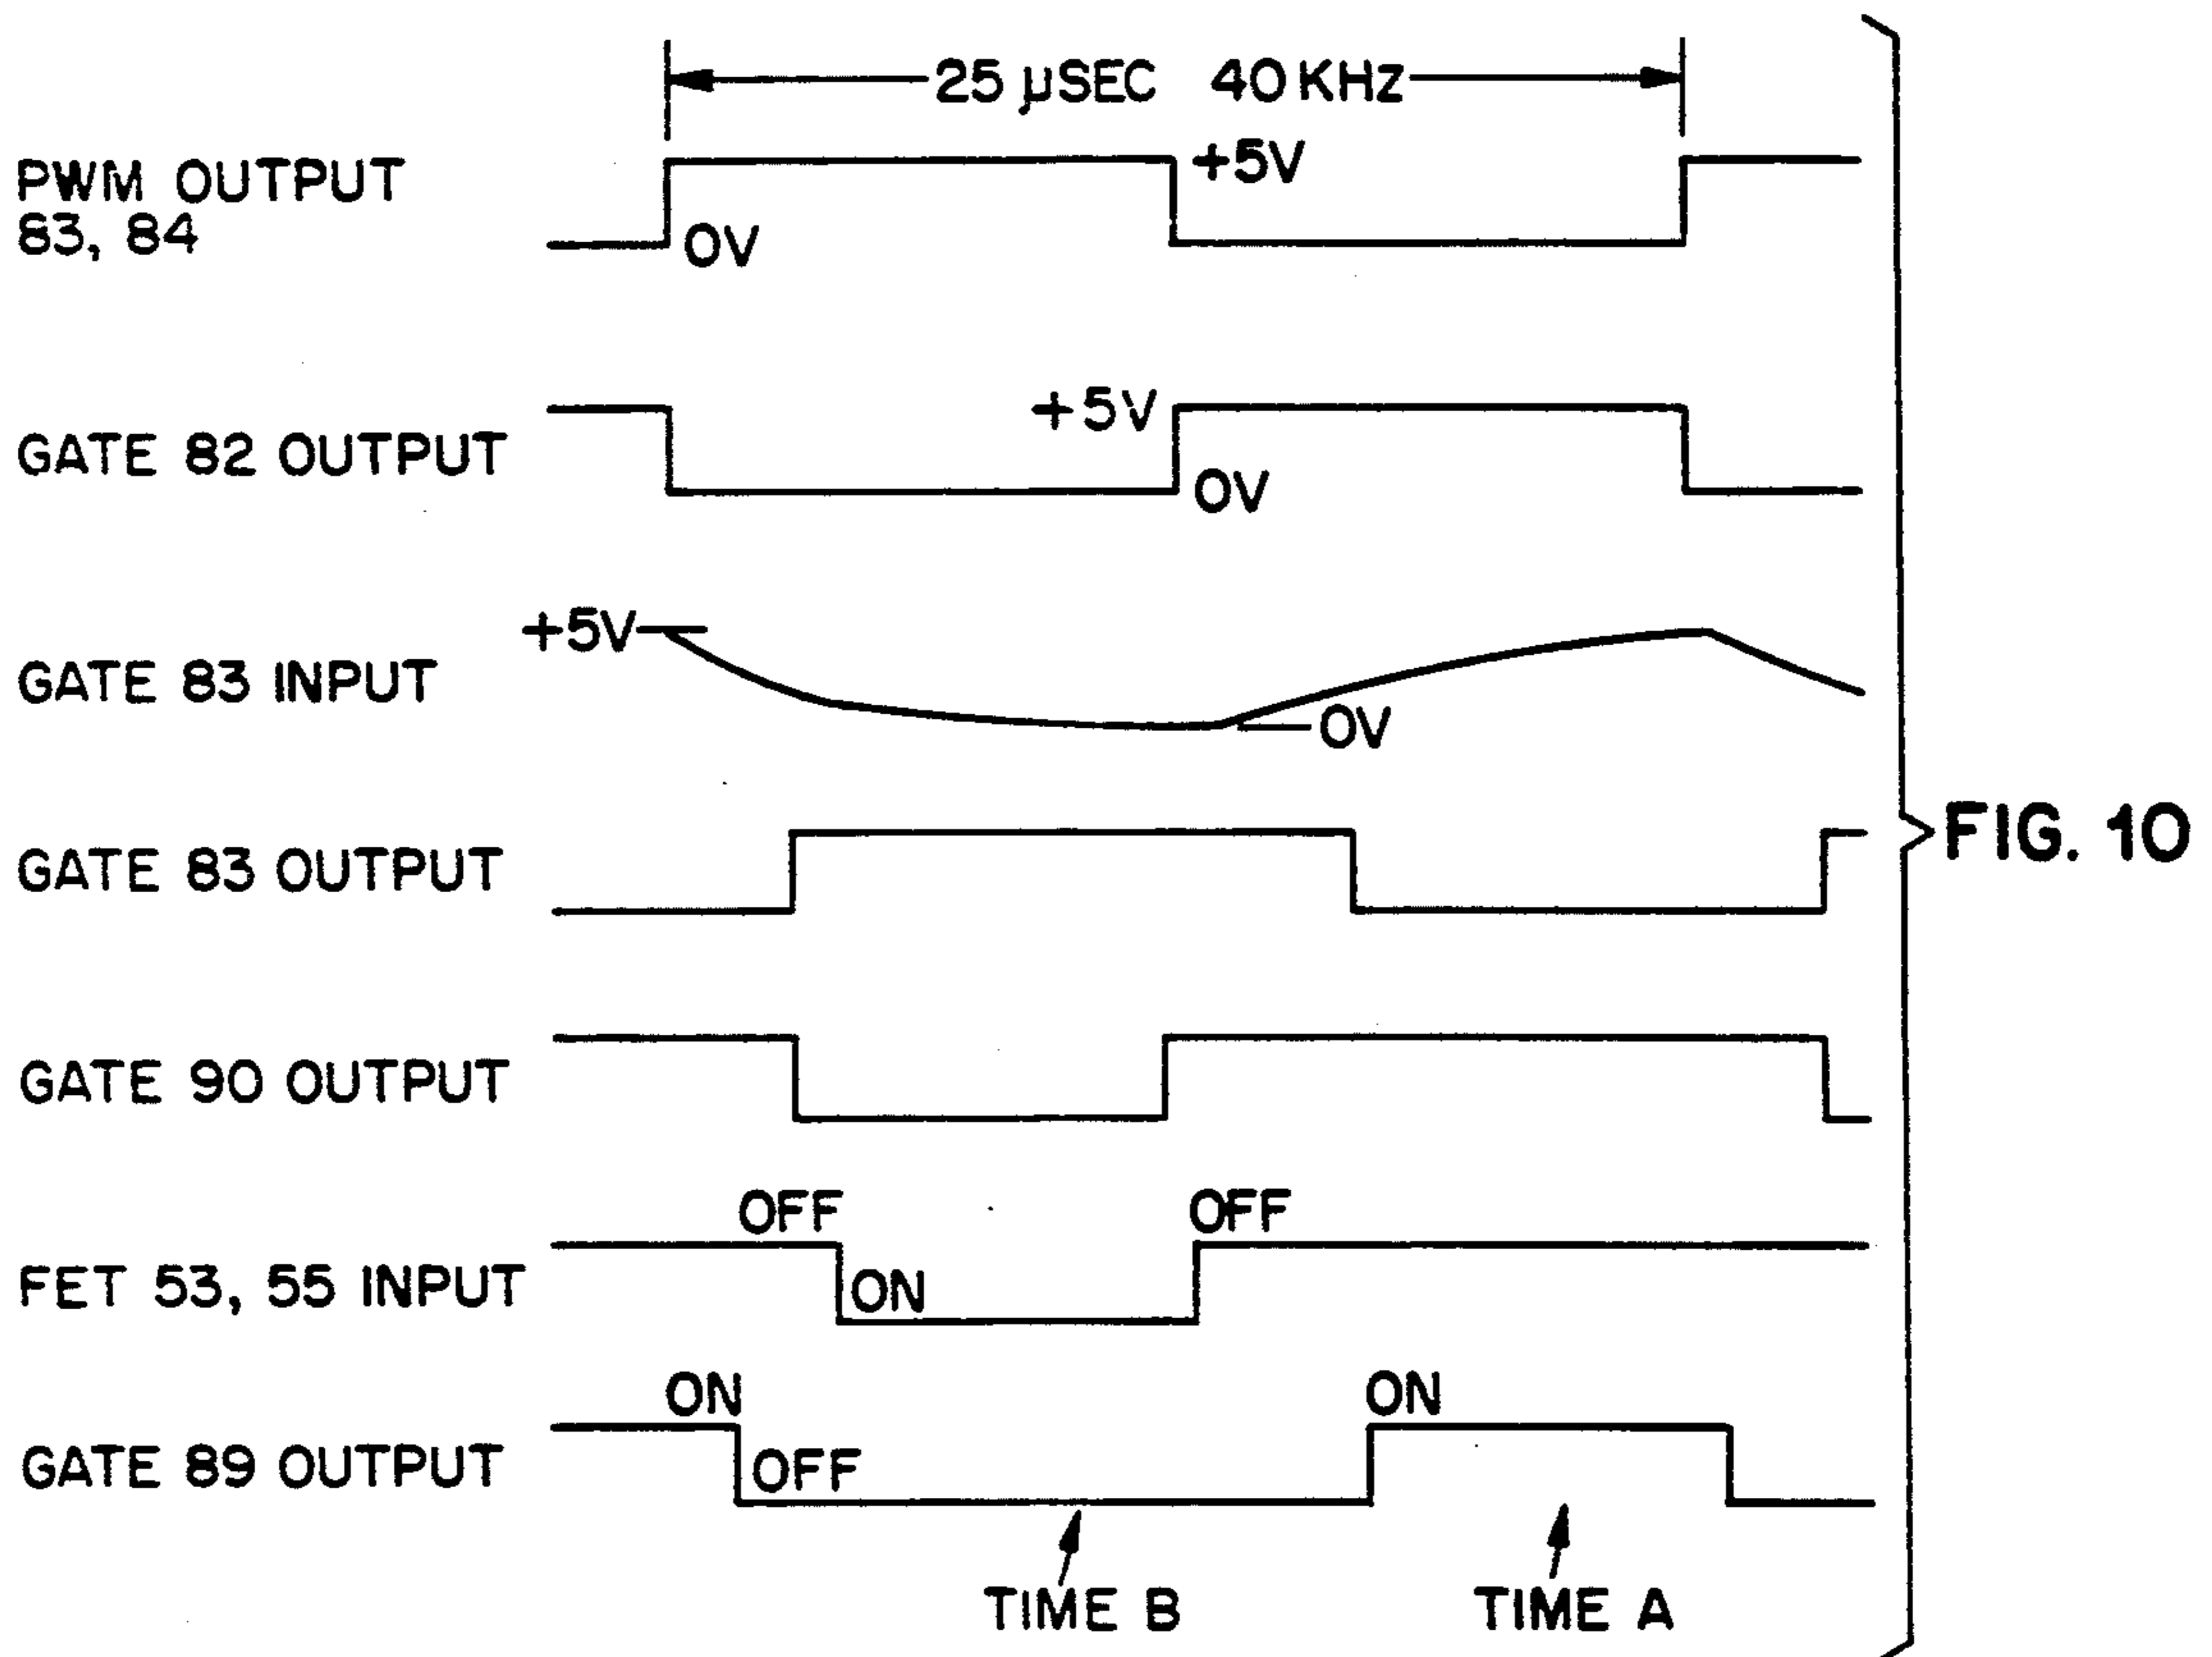 25 µSEC 40 KHz
PWM OUTPUT
83, 84
+5V
0V
GATE 82 OUTPUT
+5V
0V
GATE 83 INPUT
+5V
0V
GATE 83 OUTPUT
FIG. 10
GATE 90 OUTPUT
FET 53, 55 INPUT
OFF
ON
OFF
GATE 89 OUTPUT
ON
OFF
ON
TIME B
TIME A